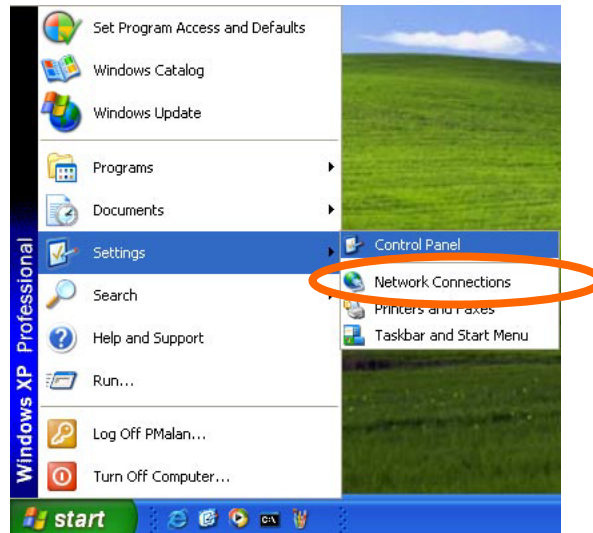 Set Program Access and Defaults
Windows Catalog
Windows Update
Programs
Documents
Settings
Search
Help and Support
Run...
Log Off PMalan...
Turn Off Computer...
Windows XP Professional
Control Panel
Network Connections
Printers and Faxes
Taskbar and Start Menu
start
C:\